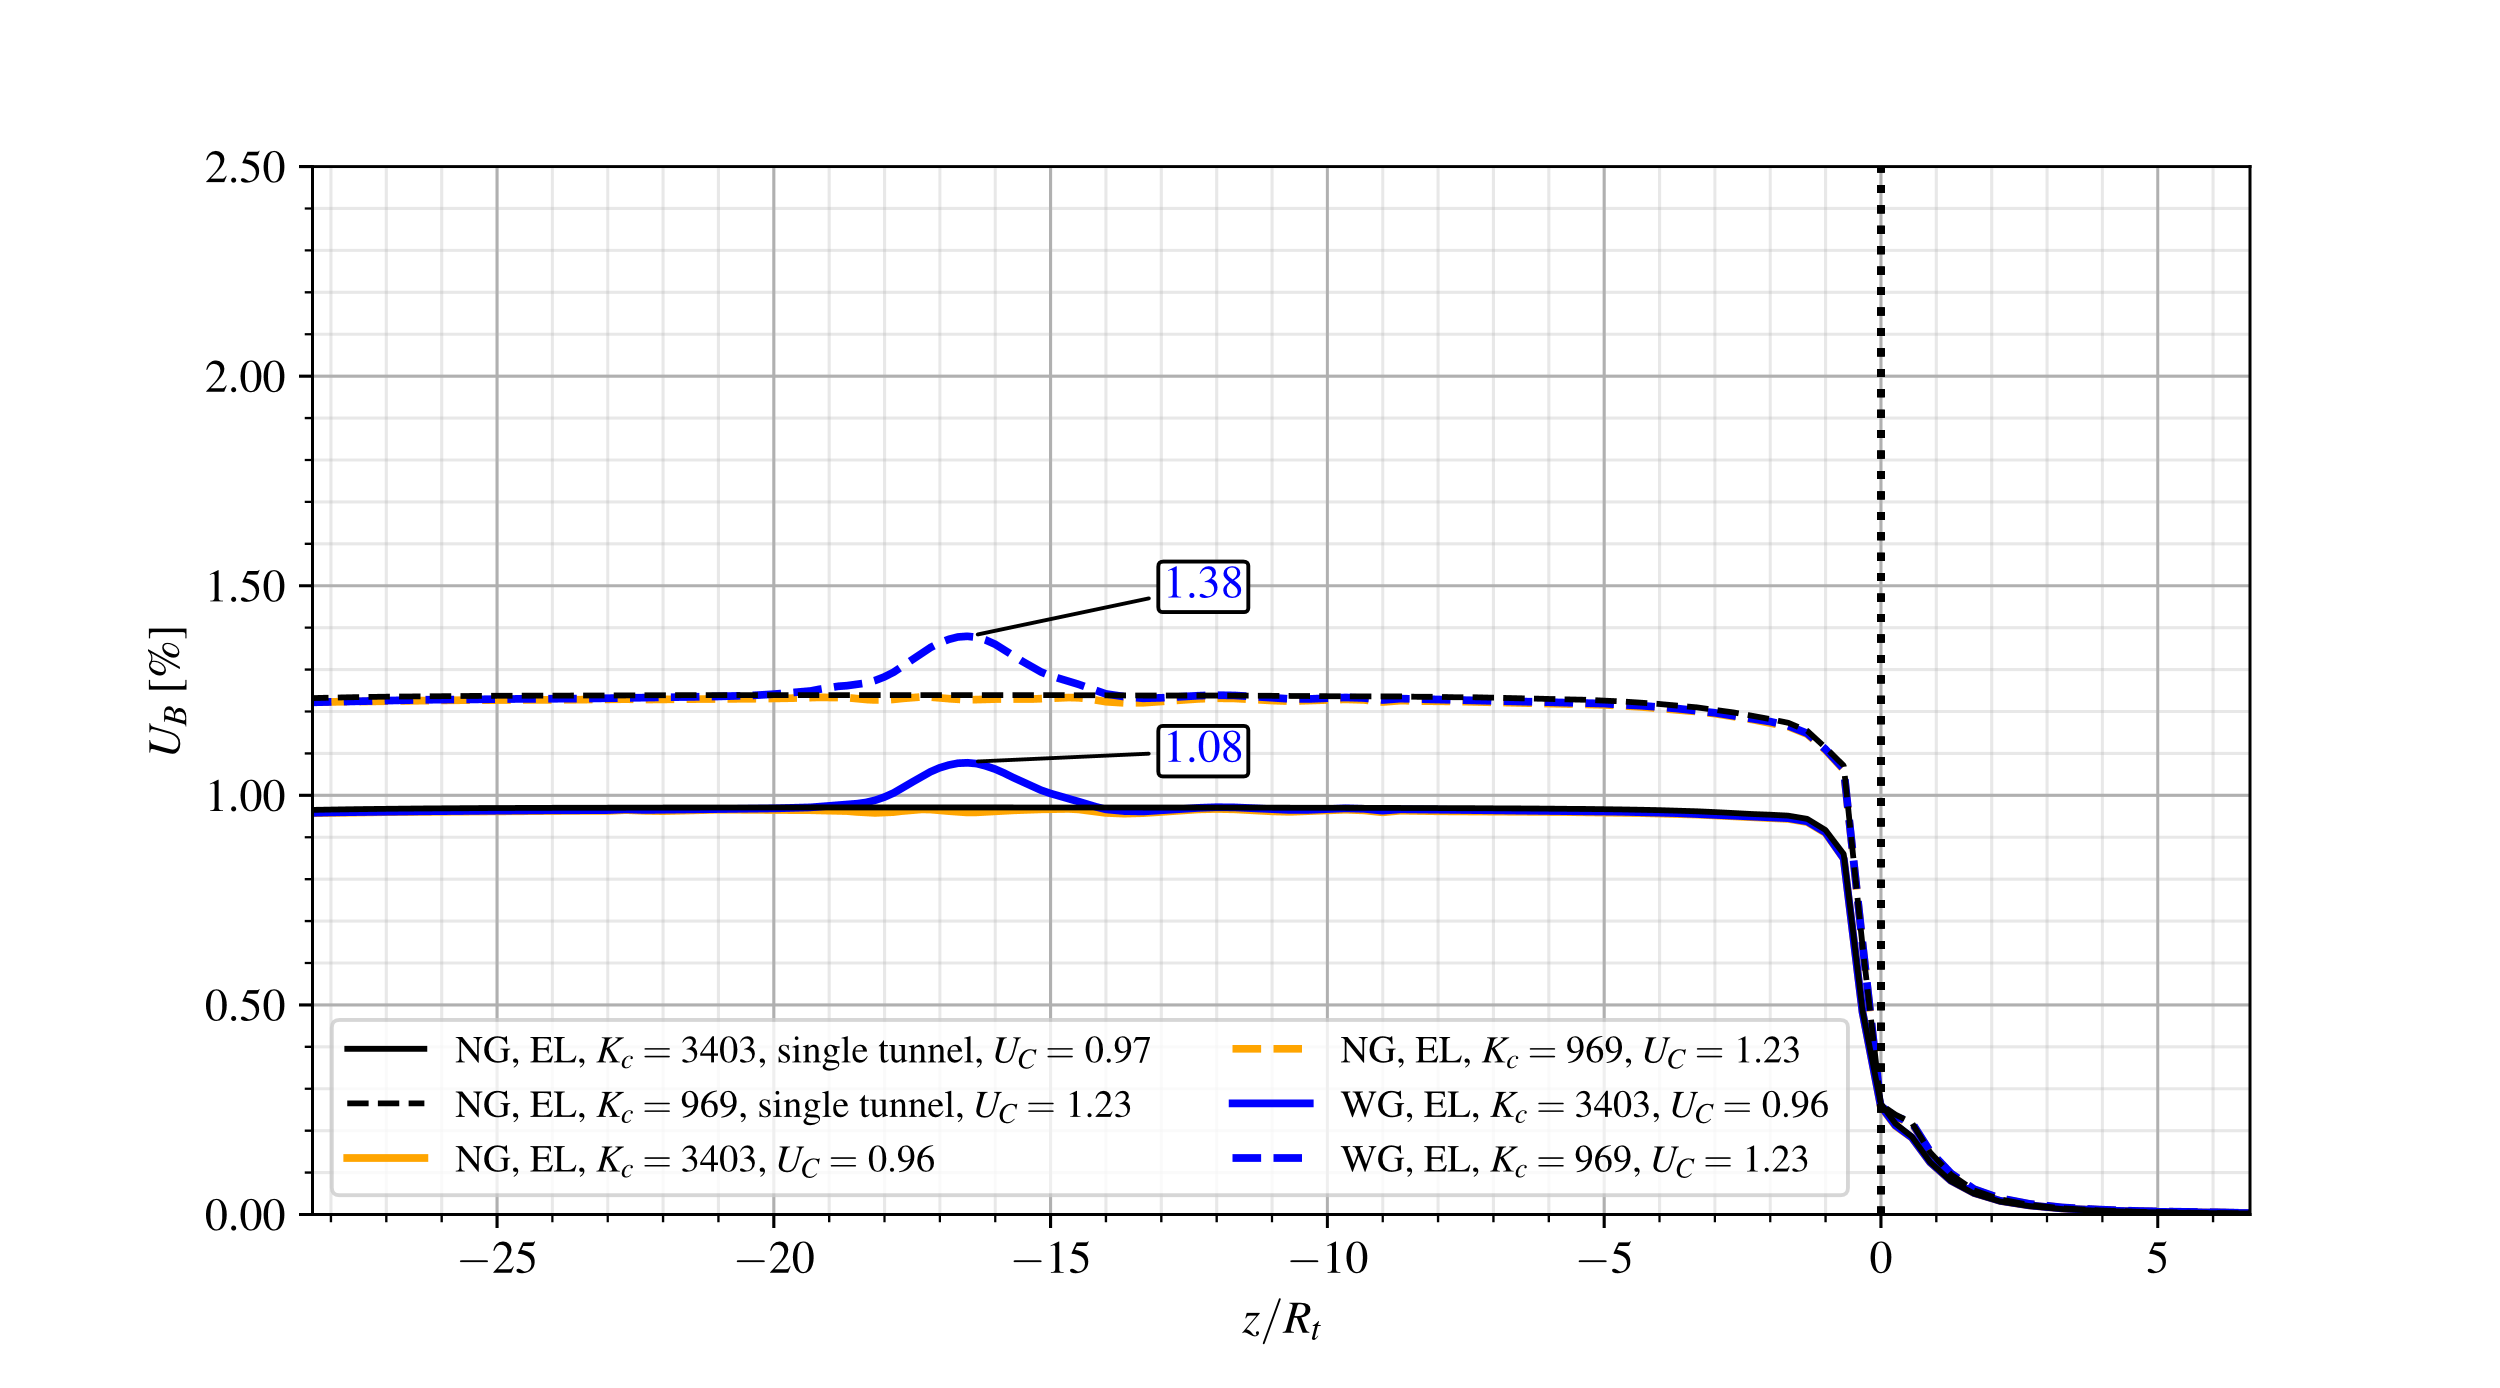 2.50
2.00
1.50
1.00
0.50
0.00
U_B [%]
1.38
1.08
NG, EL, K_c = 3403, single tunnel, U_C = 0.97
NG, EL, K_c = 969, single tunnel, U_C = 1.23
NG, EL, K_c = 3403, U_C = 0.96
NG, EL, K_c = 969, U_C = 1.23
WG, EL, K_c = 3403, U_C = 0.96
WG, EL, K_c = 969, U_C = 1.23
−25 −20 −15 −10 −5 0 5
z/R_t